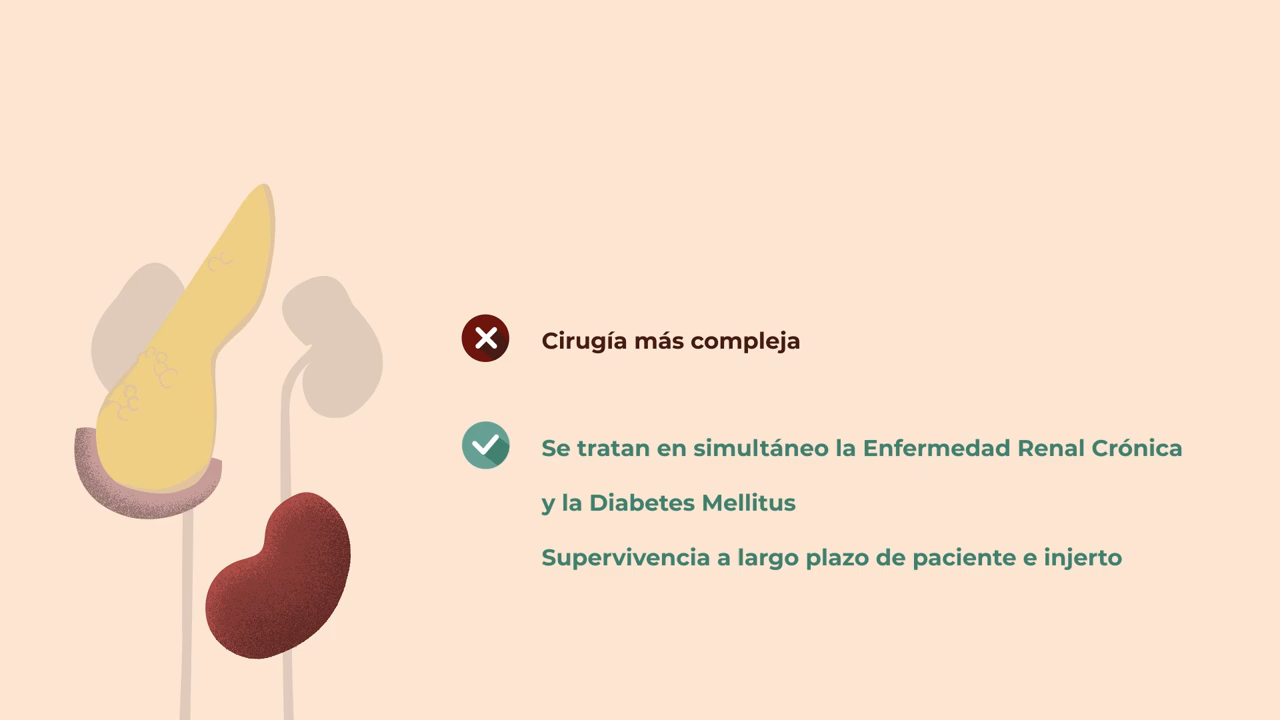 Cirugía más compleja
Se tratan en simultáneo la Enfermedad Renal Crónica
y la Diabetes Mellitus
Supervivencia a largo plazo de paciente e injerto